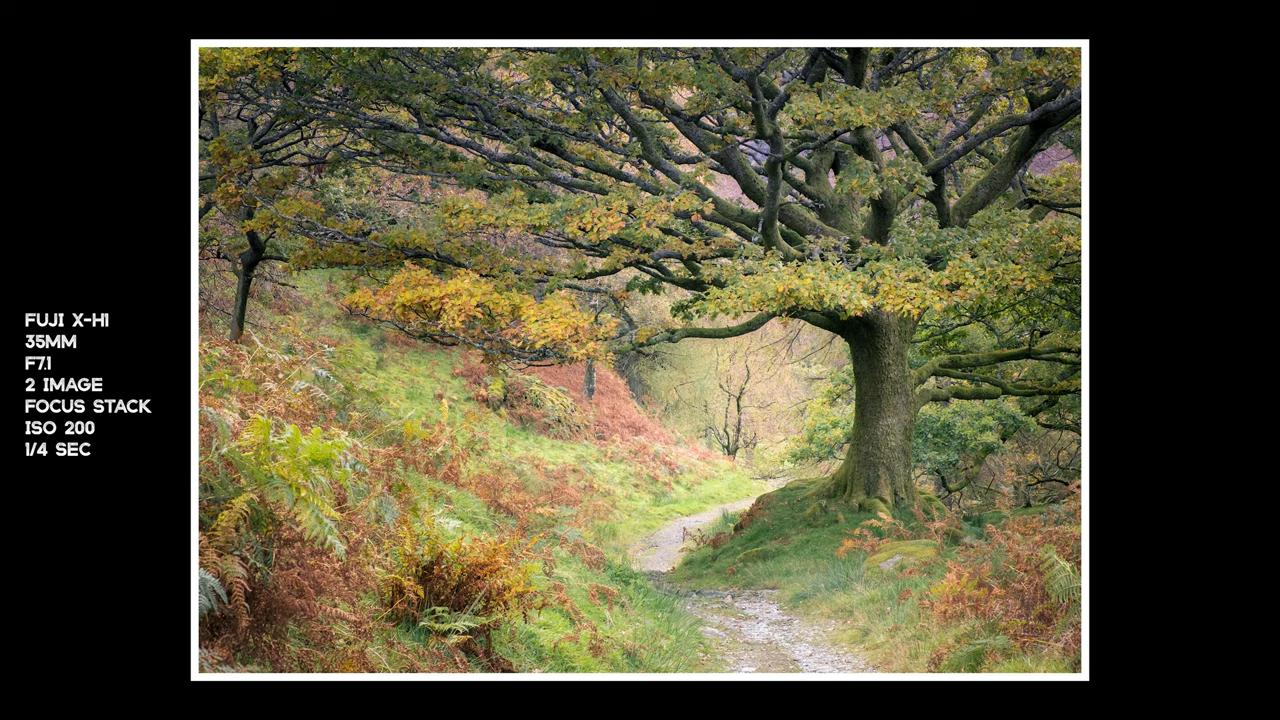 FUJI X-H1
35MM
F7.1
2 IMAGE
FOCUS STACK
ISO 200
1/4 SEC